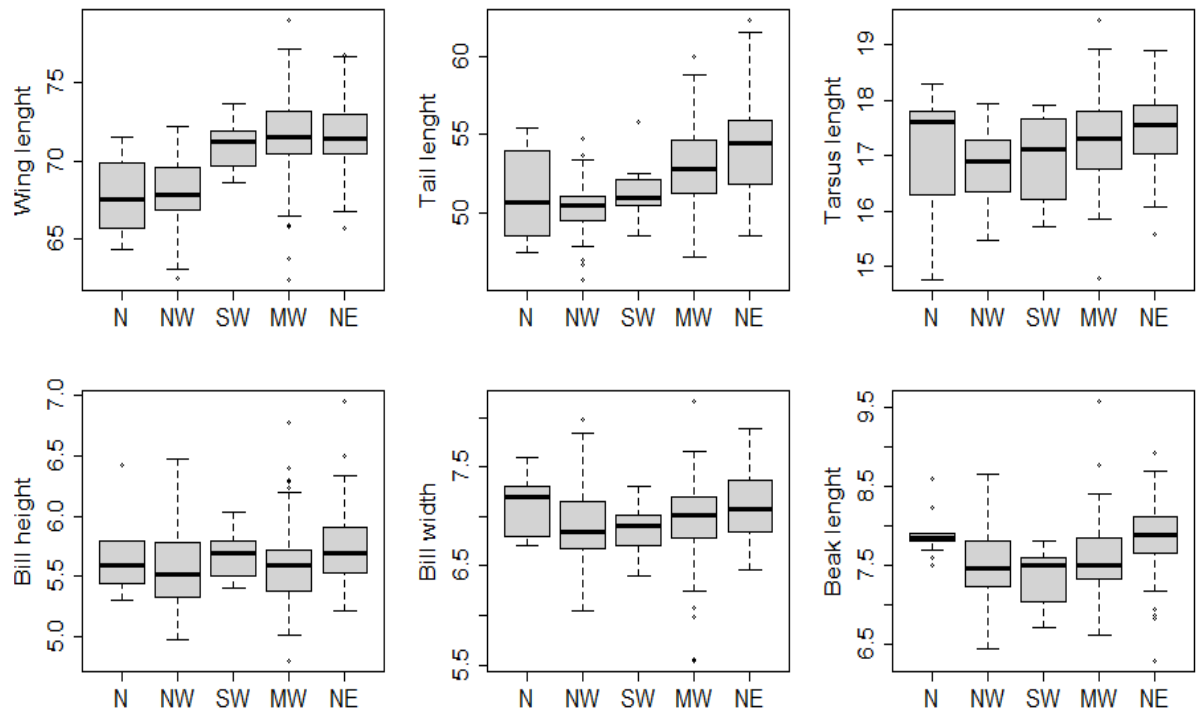 Wing lenght
75
70
65
N NW SW MW NE
Tail lenght
60
55
50
N NW SW MW NE
Tarsus lenght
19
18
17
16
15
N NW SW MW NE
Bill height
7.0
6.5
6.0
5.5
5.0
N NW SW MW NE
Bill width
7.5
6.5
5.5
N NW SW MW NE
Beak lenght
9.5
8.5
7.5
6.5
N NW SW MW NE